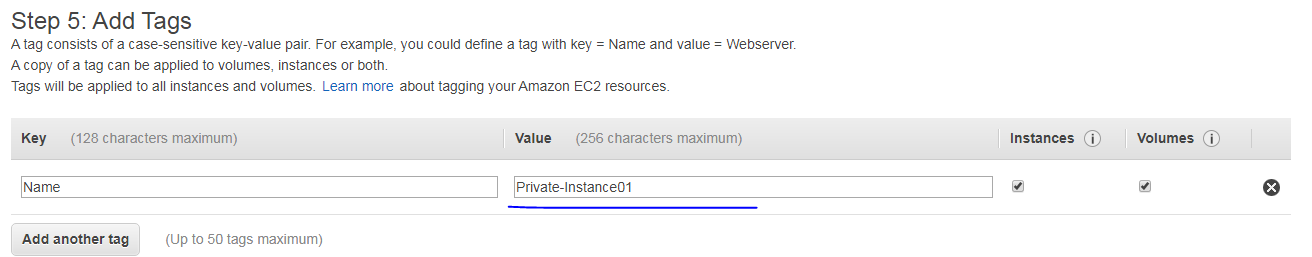 Step 5: Add Tags
A tag consists of a case-sensitive key-value pair. For example, you could define a tag with key = Name and value = Webserver.
A copy of a tag can be applied to volumes, instances or both.
Tags will be applied to all instances and volumes. Learn more about tagging your Amazon EC2 resources.
Key (128 characters maximum) Value (256 characters maximum) Instances i Volumes i
Name Private-Instance01
Add another tag (Up to 50 tags maximum)